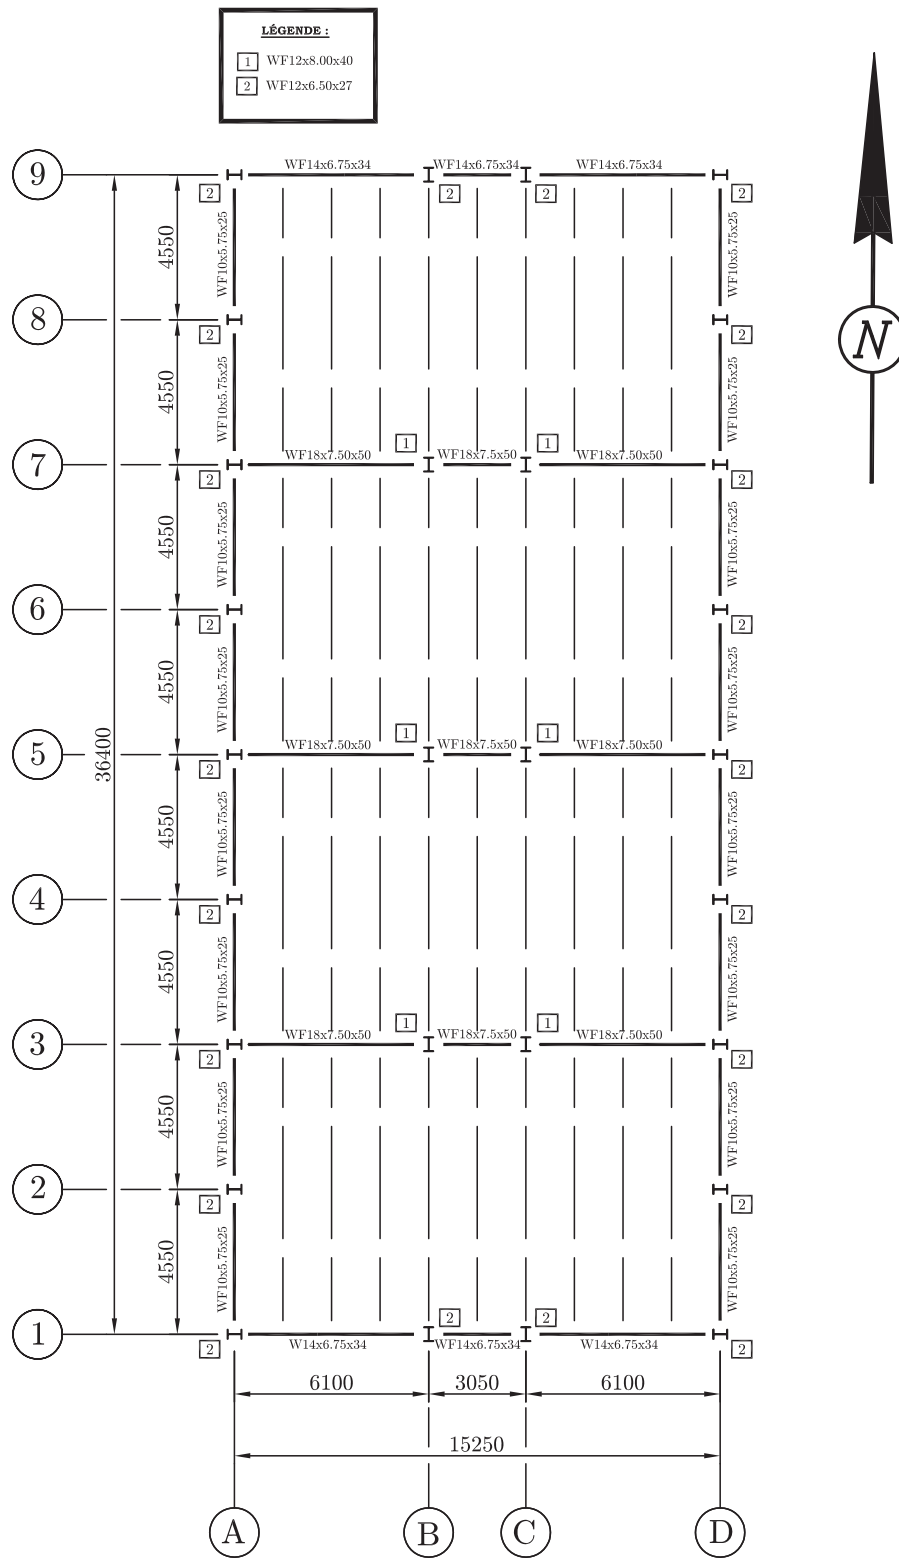 LÉGENDE :
1 WF12x8.00x40
2 WF12x6.50x27
N
9 WF14x6.75x34 WF14x6.75x34 WF14x6.75x34
2 2 2 2
4550 WF10x5.75x25 WF10x5.75x25
8
2 2
4550 WF10x5.75x25 WF10x5.75x25
1 1
7 WF18x7.50x50 WF18x7.5x50 WF18x7.50x50
2 2
4550 WF10x5.75x25 WF10x5.75x25
6
2 2
4550 WF10x5.75x25 WF10x5.75x25
36400
1 1
5 WF18x7.50x50 WF18x7.5x50 WF18x7.50x50
2 2
4550 WF10x5.75x25 WF10x5.75x25
4
2 2
4550 WF10x5.75x25 WF10x5.75x25
1 1
3 WF18x7.50x50 WF18x7.5x50 WF18x7.50x50
2 2
4550 WF10x5.75x25 WF10x5.75x25
2
2 2
4550 WF10x5.75x25 WF10x5.75x25
2 2
1
2 W14x6.75x34 WF14x6.75x34 W14x6.75x34 2
6100 3050 6100
15250
A B C D